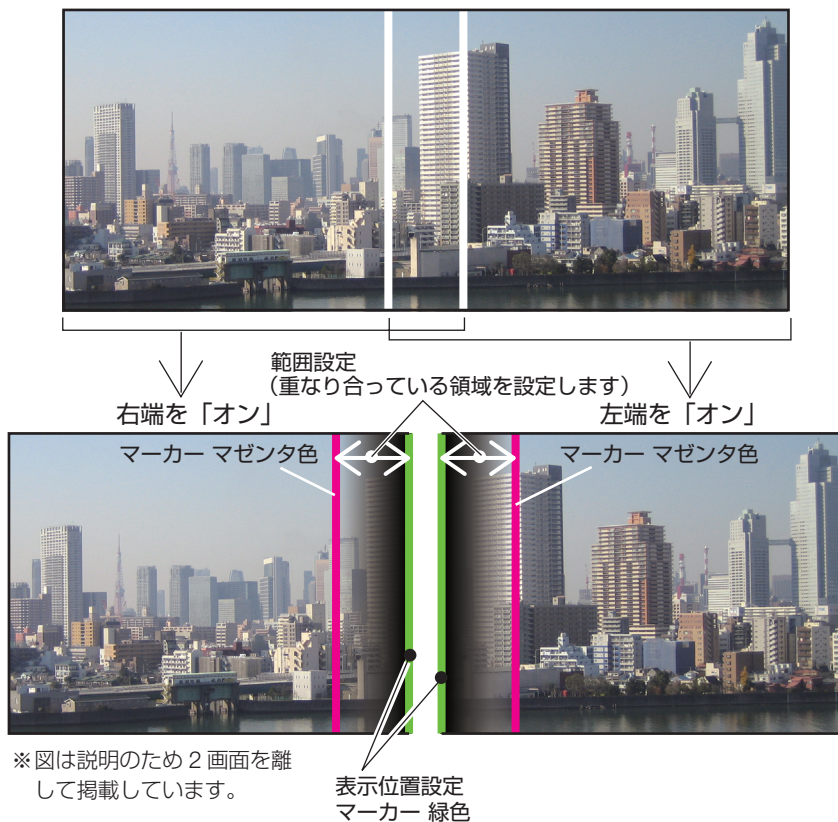 範囲設定
（重なり合っている領域を設定します）
右端を「オン」
左端を「オン」
マーカー マゼンタ色
マーカー マゼンタ色
※図は説明のため 2 画面を離
して掲載しています。
表示位置設定
マーカー 緑色